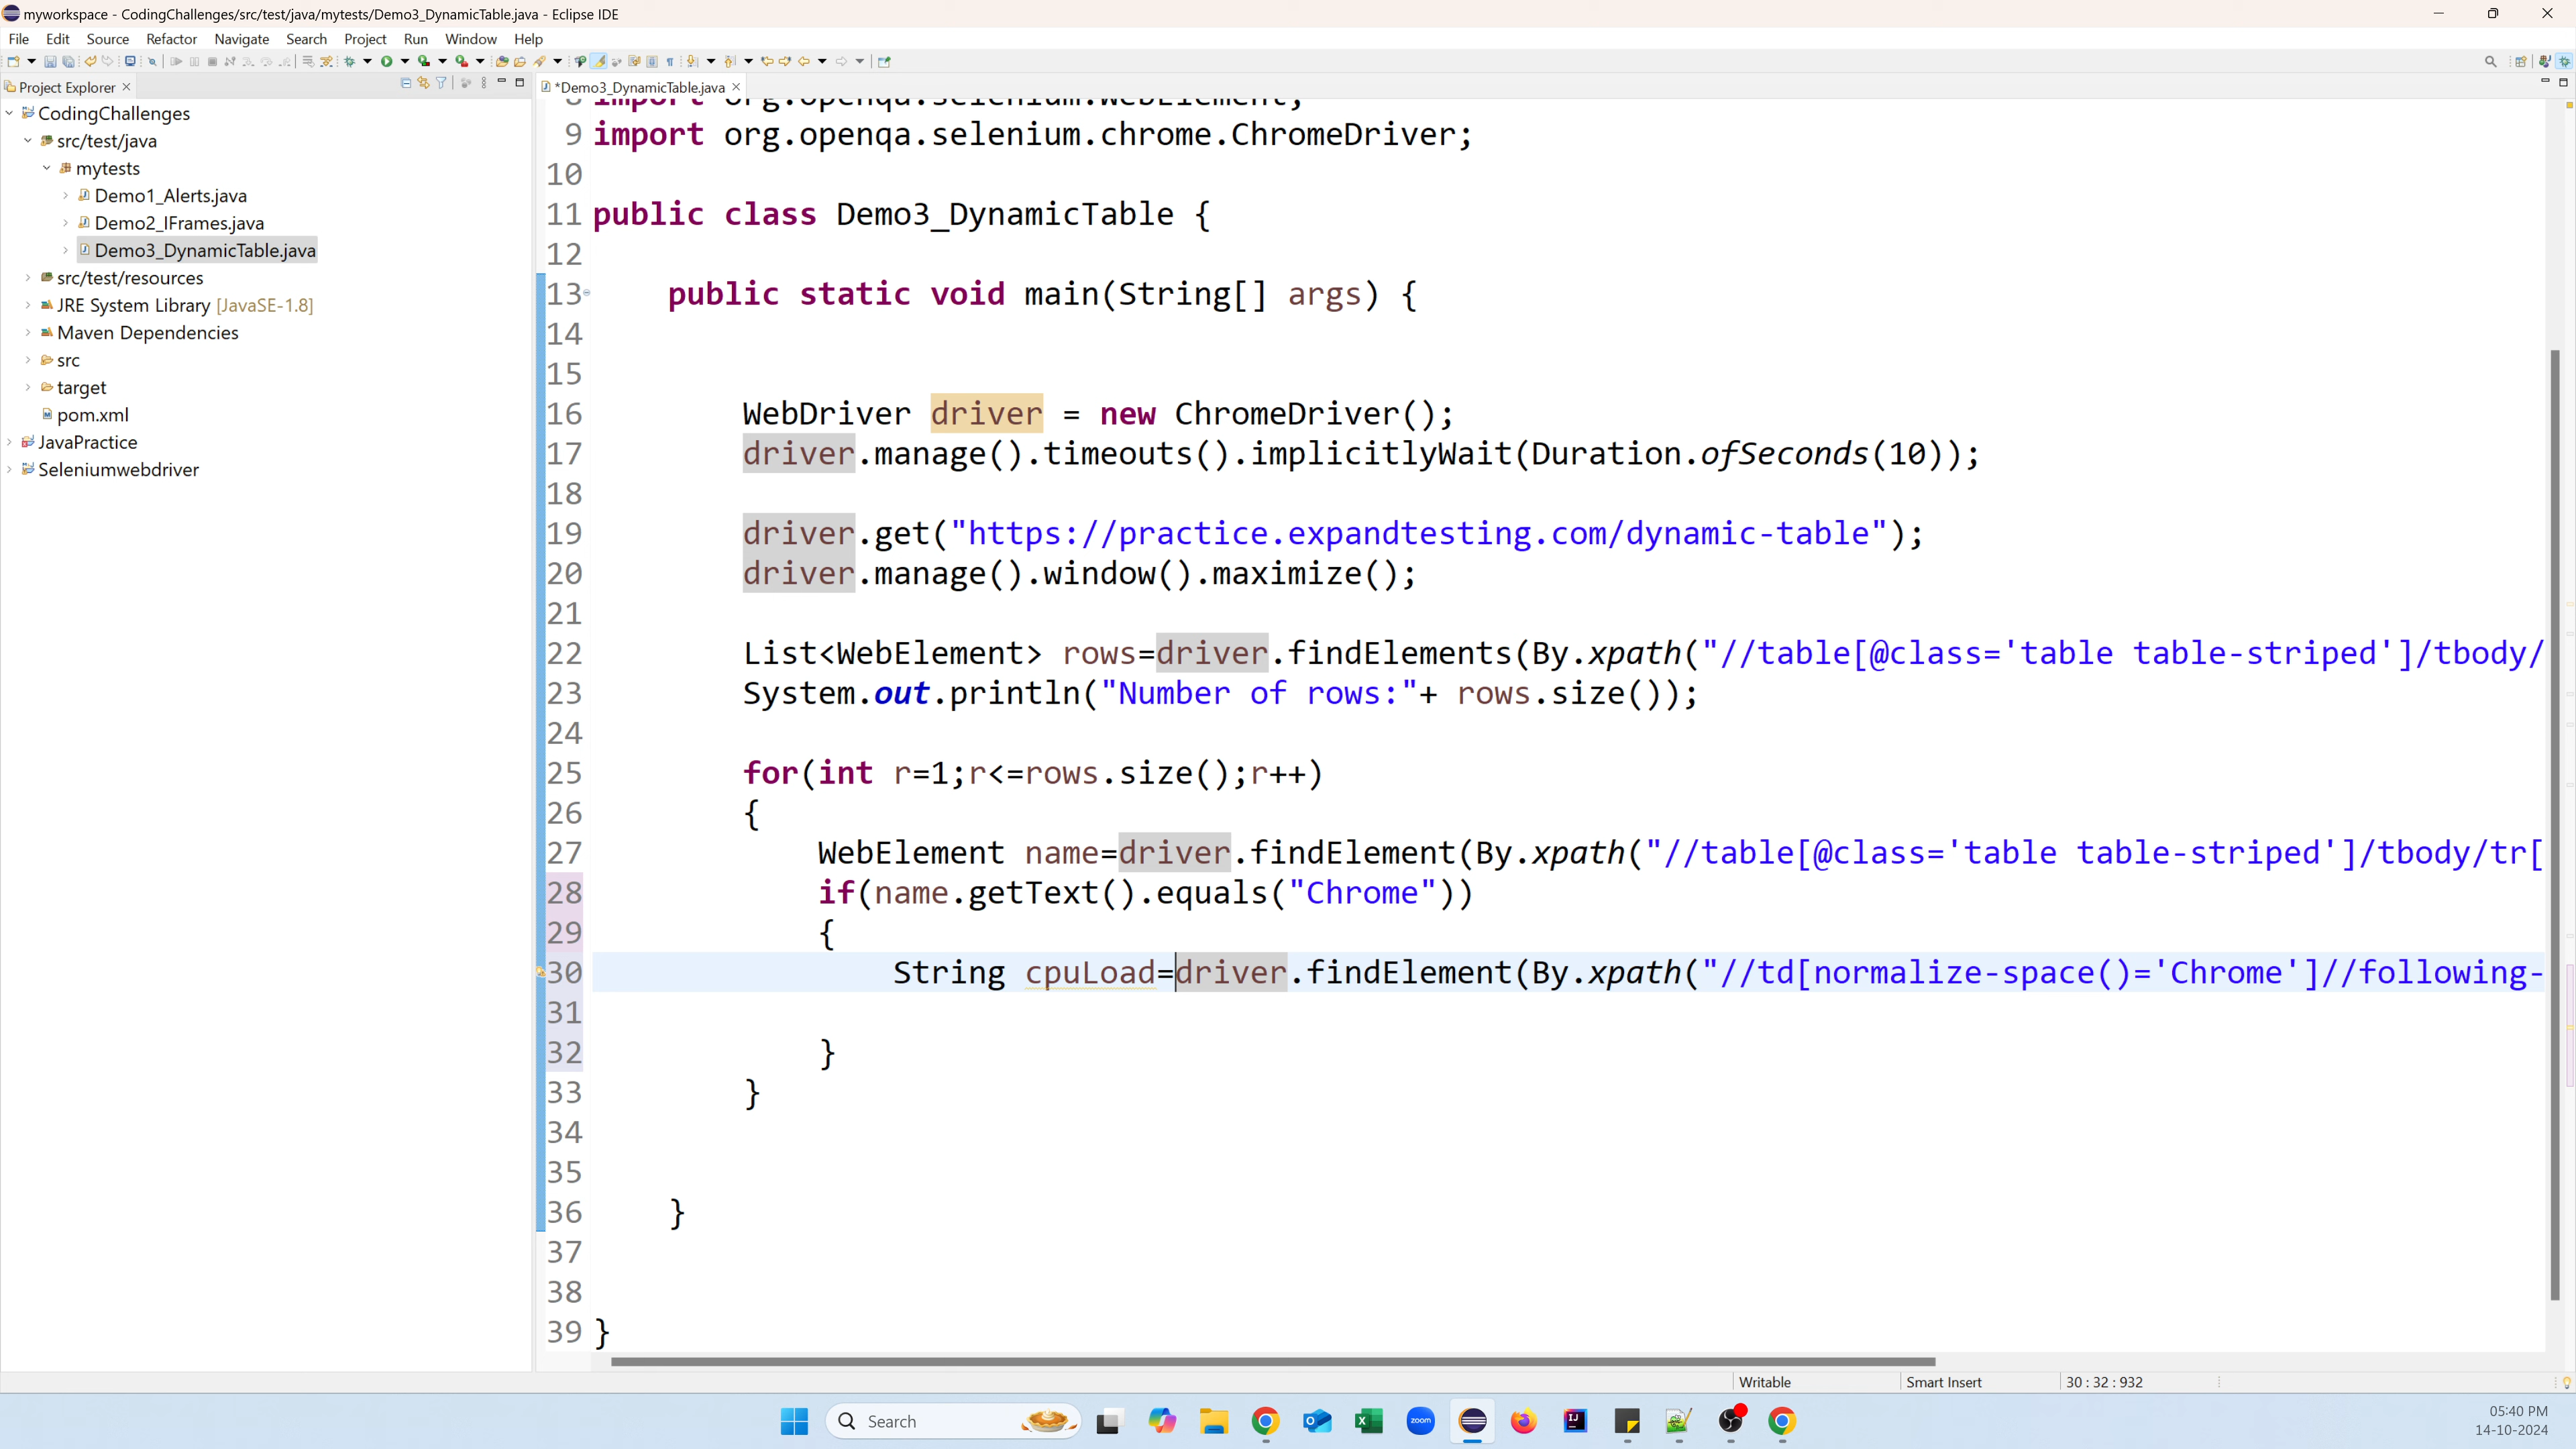 myworkspace - CodingChallenges/src/test/java/mytests/Demo3_DynamicTable.java - Eclipse IDE
File Edit Source Refactor Navigate Search Project Run Window Help
Project Explorer
*Demo3_DynamicTable.java
CodingChallenges
src/test/java
mytests
Demo1_Alerts.java
Demo2_IFrames.java
Demo3_DynamicTable.java
src/test/resources
JRE System Library [JavaSE-1.8]
Maven Dependencies
src
target
pom.xml
JavaPractice
Seleniumwebdriver
8 import org.openqa.selenium.WebElement;
9 import org.openqa.selenium.chrome.ChromeDriver;
10
11 public class Demo3_DynamicTable {
12
13 public static void main(String[] args) {
14
15
16 WebDriver driver = new ChromeDriver();
17 driver.manage().timeouts().implicitlyWait(Duration.ofSeconds(10));
18
19 driver.get("https://practice.expandtesting.com/dynamic-table");
20 driver.manage().window().maximize();
21
22 List<WebElement> rows=driver.findElements(By.xpath("//table[@class='table table-striped']/tbody/
23 System.out.println("Number of rows:"+ rows.size());
24
25 for(int r=1;r<=rows.size();r++)
26 {
27 WebElement name=driver.findElement(By.xpath("//table[@class='table table-striped']/tbody/tr[
28 if(name.getText().equals("Chrome"))
29 {
30 String cpuLoad=driver.findElement(By.xpath("//td[normalize-space()='Chrome']//following-
31
32 }
33 }
34
35
36 }
37
38
39 }
Writable Smart Insert 30 : 32 : 932
Search
zoom
05:40 PM
14-10-2024